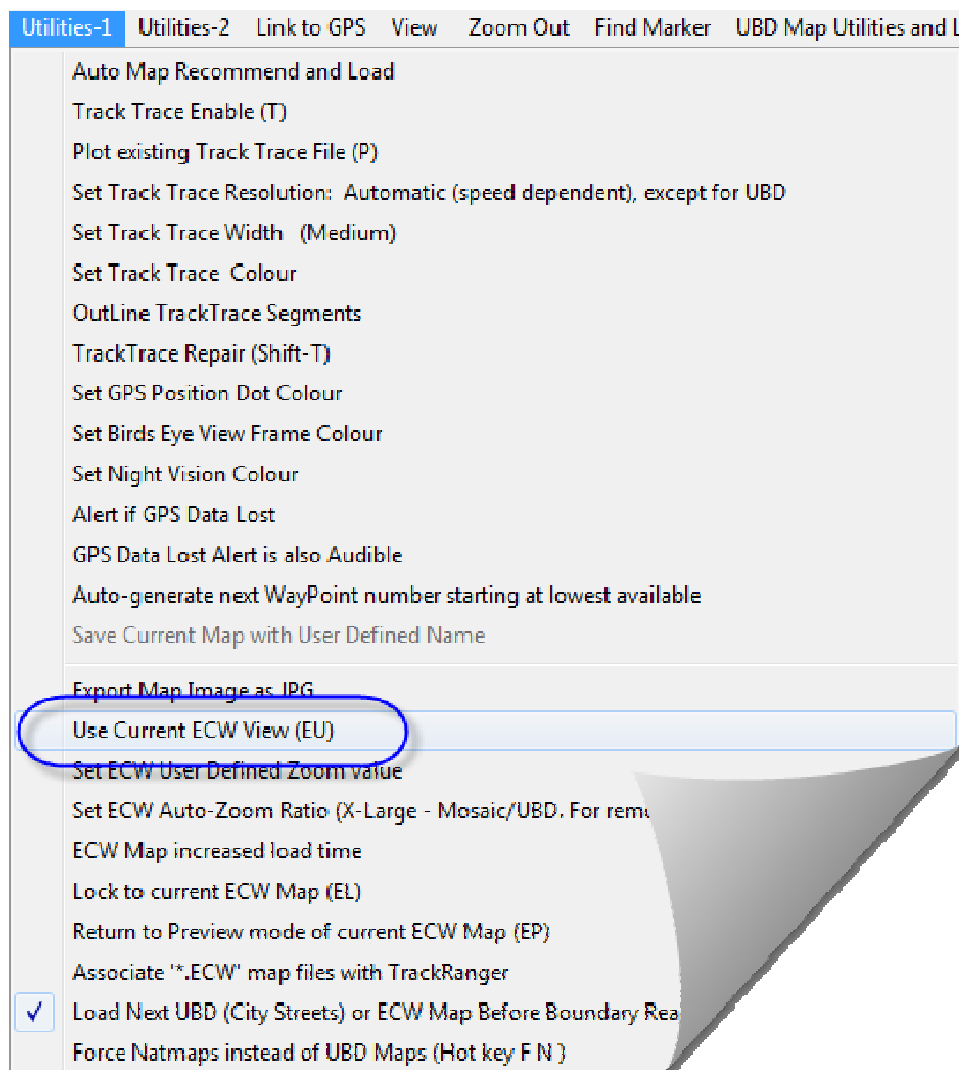 Utilities-1 Utilities-2 Link to GPS View Zoom Out Find Marker UBD Map Utilities and
Auto Map Recommend and Load
Track Trace Enable (T)
Plot existing Track Trace File (P)
Set Track Trace Resolution: Automatic (speed dependent), except for UBD
Set Track Trace Width (Medium)
Set Track Trace Colour
OutLine TrackTrace Segments
TrackTrace Repair (Shift-T)
Set GPS Position Dot Colour
Set Birds Eye View Frame Colour
Set Night Vision Colour
Alert if GPS Data Lost
GPS Data Lost Alert is also Audible
Auto-generate next WayPoint number starting at lowest available
Save Current Map with User Defined Name
Export Map Image as JPG
Use Current ECW View (EU)
Set ECW User Defined Zoom value
Set ECW Auto-Zoom Ratio (X-Large - Mosaic/UBD. For
ECW Map increased load time
Lock to current ECW Map (EL)
Return to Preview mode of current ECW Map (EP)
Associate '*.ECW' map files with TrackRanger
Load Next UBD (City Streets) or ECW Map Before Boundary Rea
Force Natmaps instead of UBD Maps (Hot key F N )